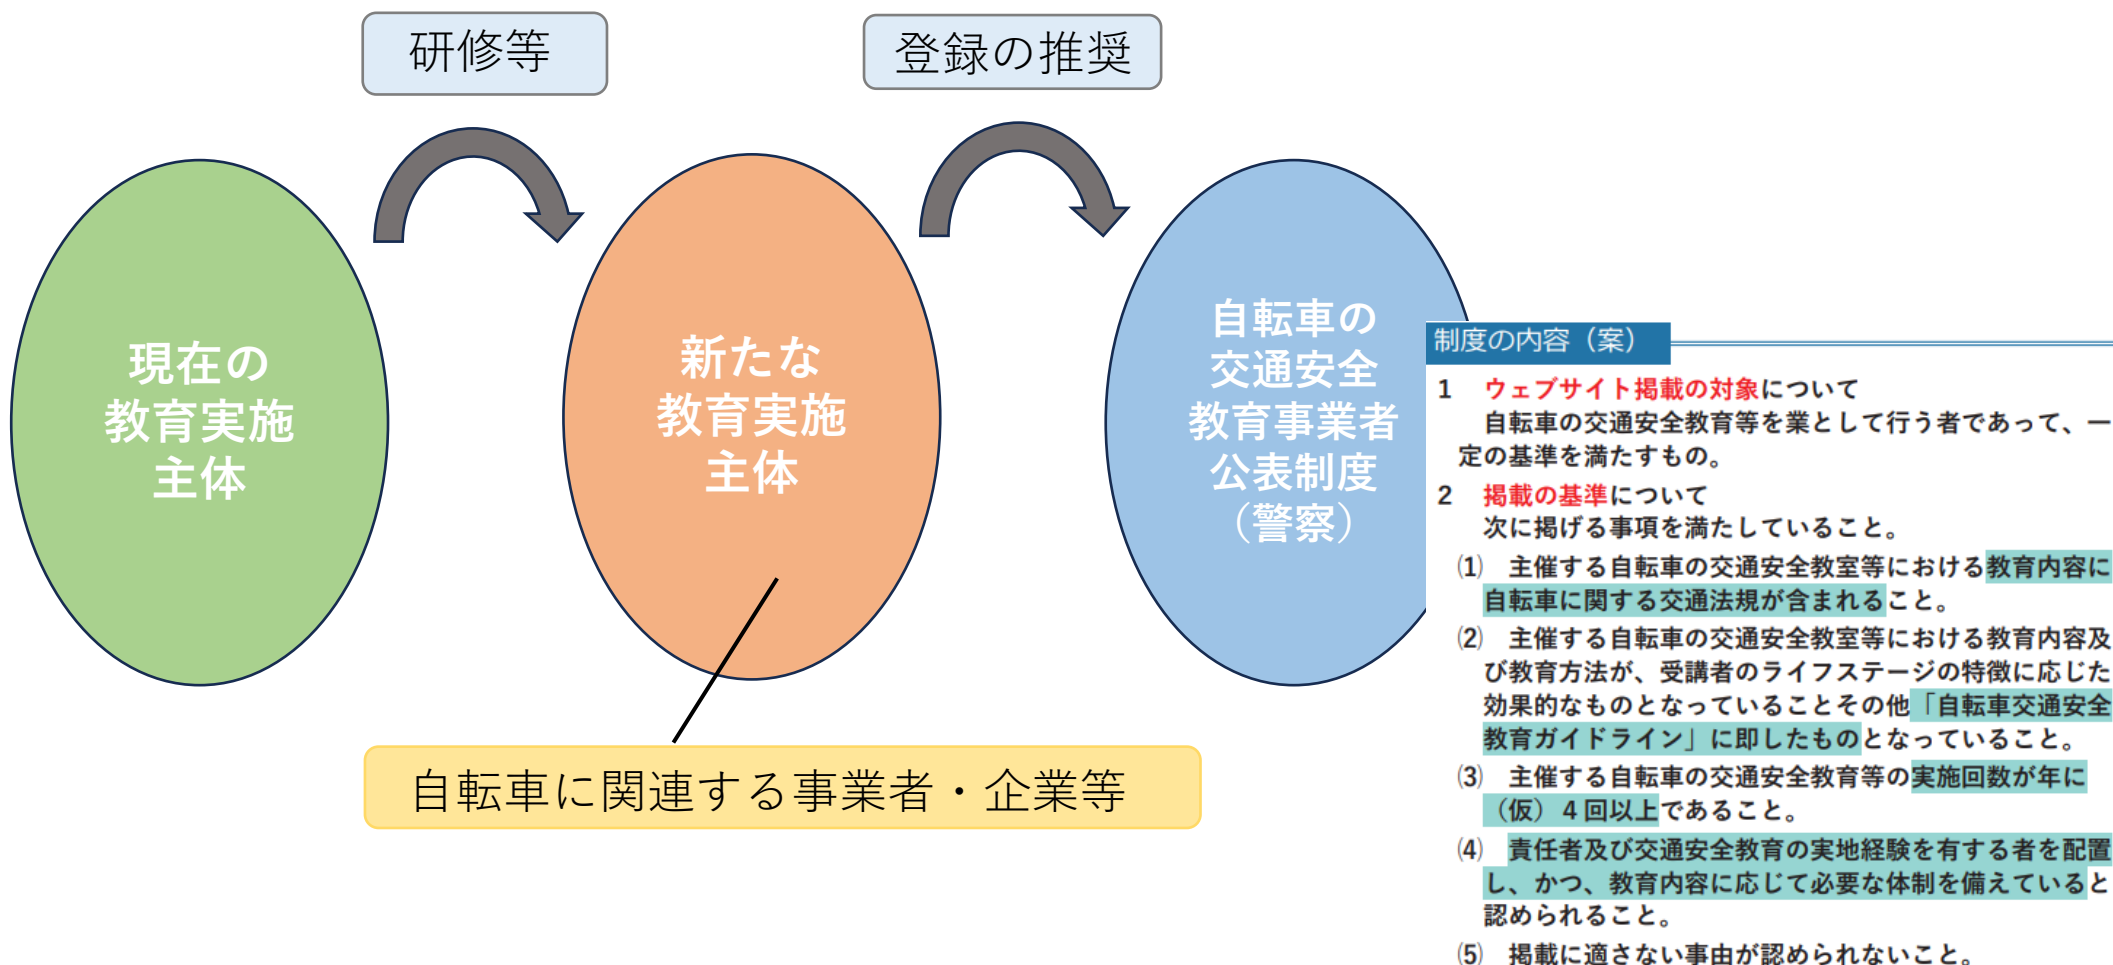 研修等
登録の推奨
現在の
教育実施
主体
新たな
教育実施
主体
自転車の
交通安全
教育事業者
公表制度
（警察）
自転車に関連する事業者・企業等
制度の内容（案）
1　ウェブサイト掲載の対象について
自転車の交通安全教育等を業として行う者であって、一
定の基準を満たすもの。
2　掲載の基準について
次に掲げる事項を満たしていること。
⑴　主催する自転車の交通安全教室等における教育内容に
自転車に関する交通法規が含まれること。
⑵　主催する自転車の交通安全教室等における教育内容及
び教育方法が、受講者のライフステージの特徴に応じた
効果的なものとなっていることその他「自転車交通安全
教育ガイドライン」に即したものとなっていること。
⑶　主催する自転車の交通安全教育等の実施回数が年に
（仮）４回以上であること。
⑷　責任者及び交通安全教育の実地経験を有する者を配置
し、かつ、教育内容に応じて必要な体制を備えていると
認められること。
⑸　掲載に適さない事由が認められないこと。